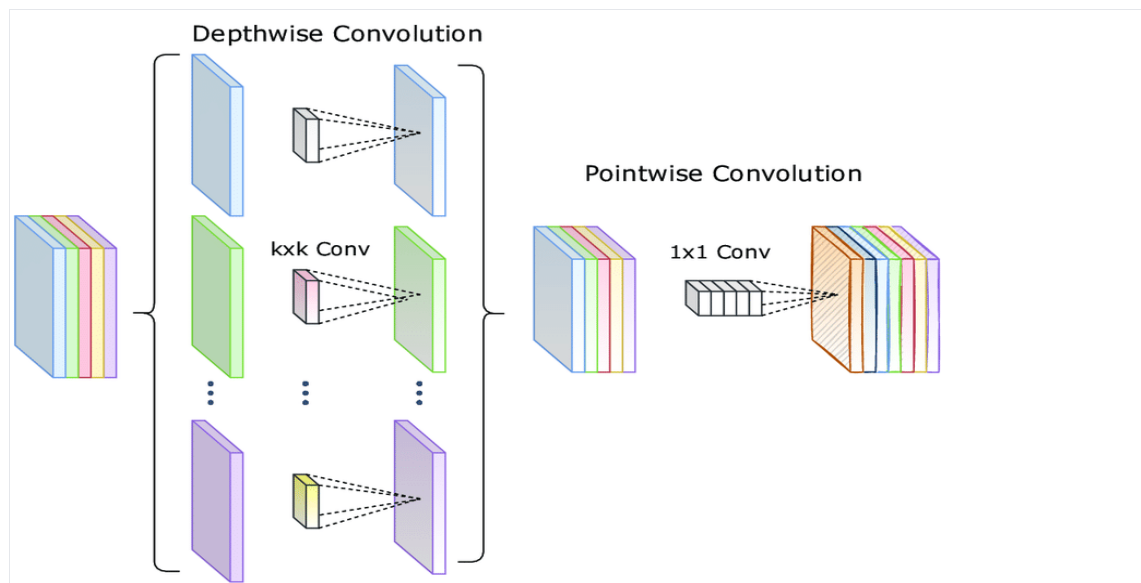 Depthwise Convolution
Pointwise Convolution
kxk Conv
1x1 Conv